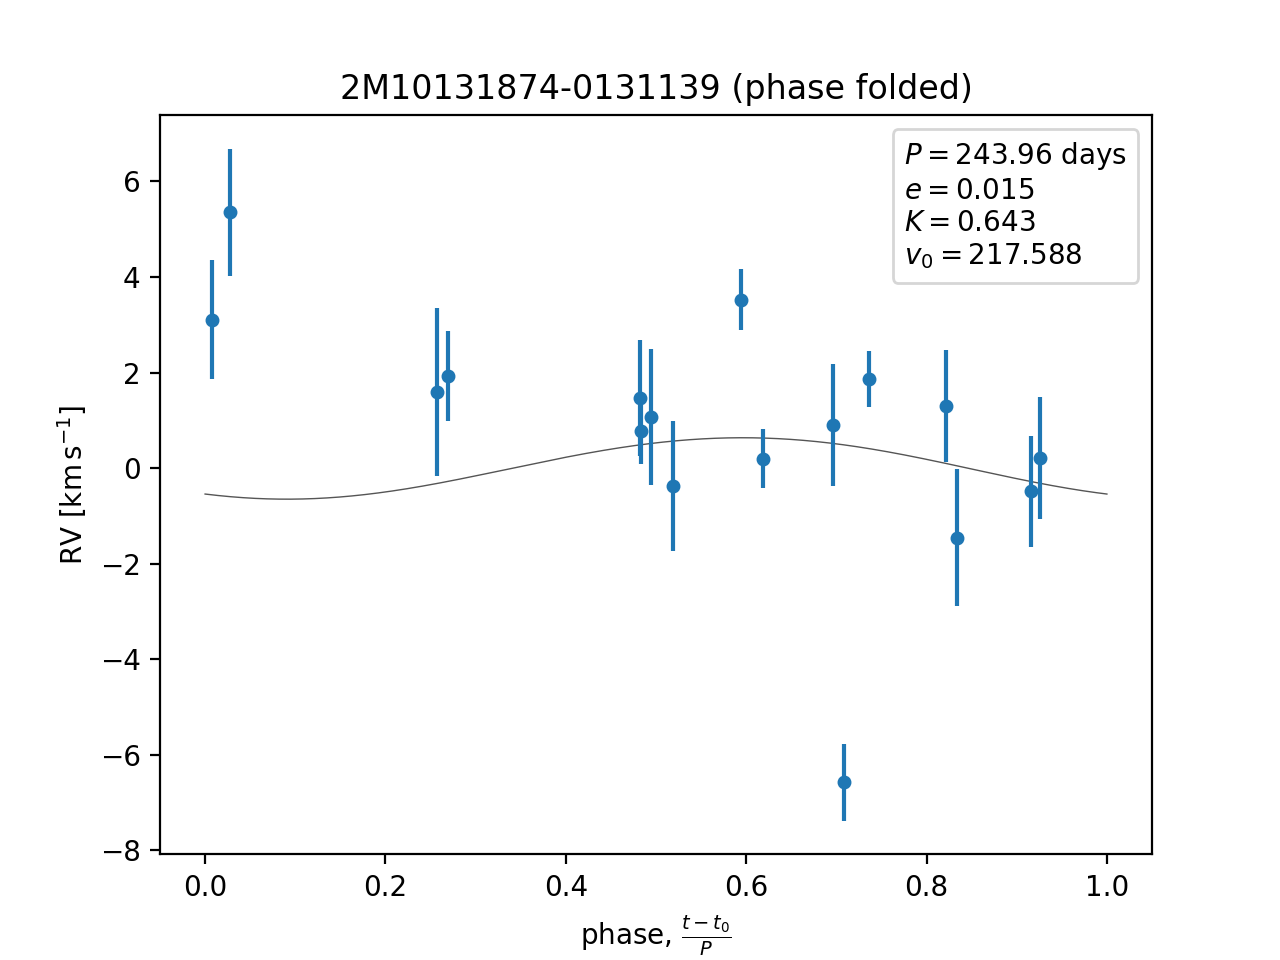 2M10131874-0131139 (phase folded)
P = 243.96 days
e = 0.015
K = 0.643
v₀ = 217.588
6
4
2
0
−2
−4
−6
−8
RV [km s⁻¹]
0.0 0.2 0.4 0.6 0.8 1.0
phase, (t − t₀)/P